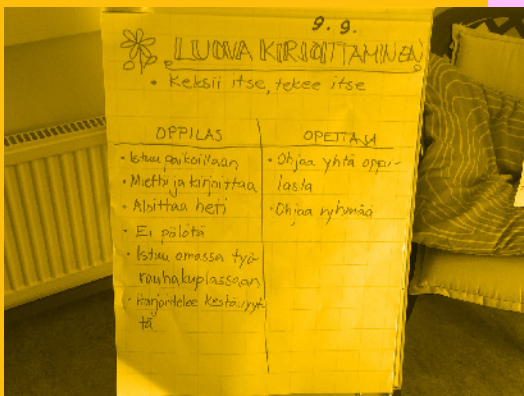 9.9.
LUOVA KIRJOITTAMINEN
• Keksii itse, tekee itse
OPPILAS
• Istuu paikoillaan
• Miettii ja kirjoittaa
• Aloittaa heti
• Ei pölötä
• Istuu omassa työ-
rauhakuplassaan
• Harjoittelee kestävyyt-
tä
OPETTAJA
• Ohjaa yhtä oppi-
lasta
• Ohjaa ryhmää